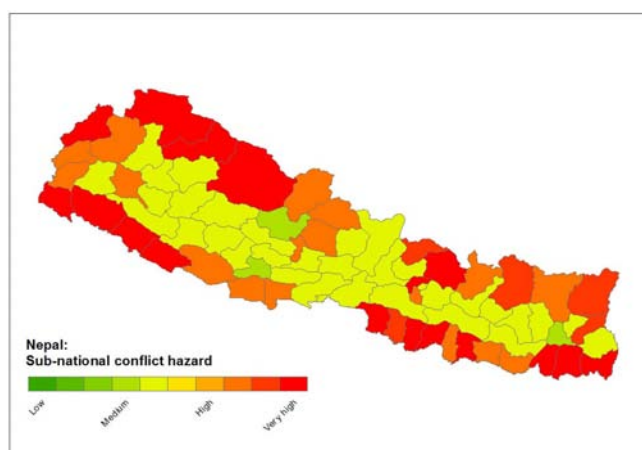 Nepal:
Sub-national conflict hazard
Low
Medium
High
Very high